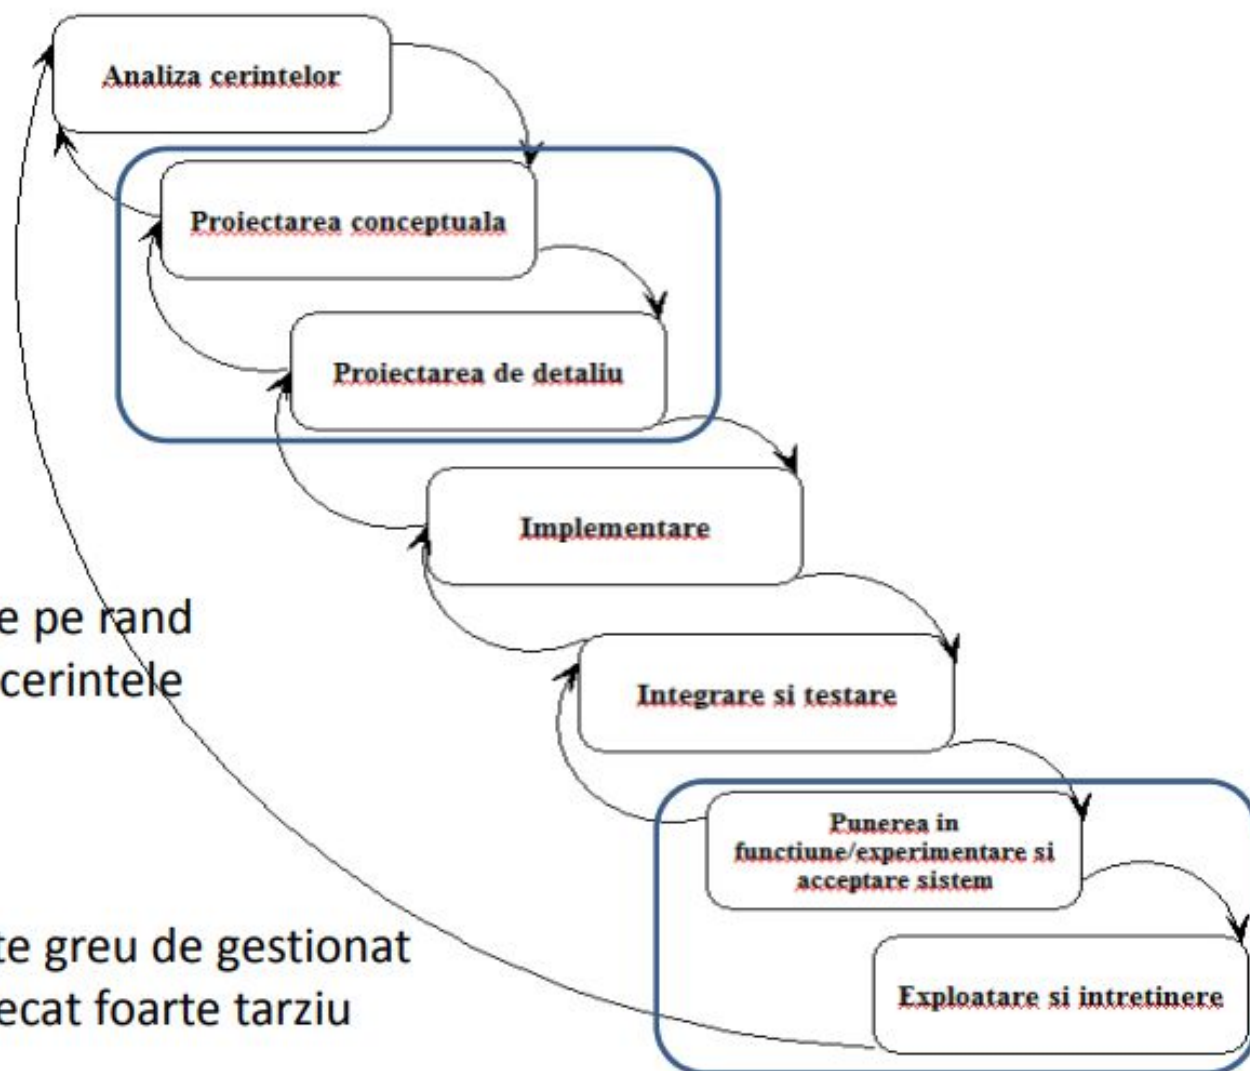 Analiza cerintelor
Proiectarea conceptuala
Proiectarea de detaliu
Implementare
e pe rand
cerintele
Integrare si testare
Punerea in
functiune/experimentare si
acceptare sistem
te greu de gestionat
ecat foarte tarziu
Exploatare si intretinere